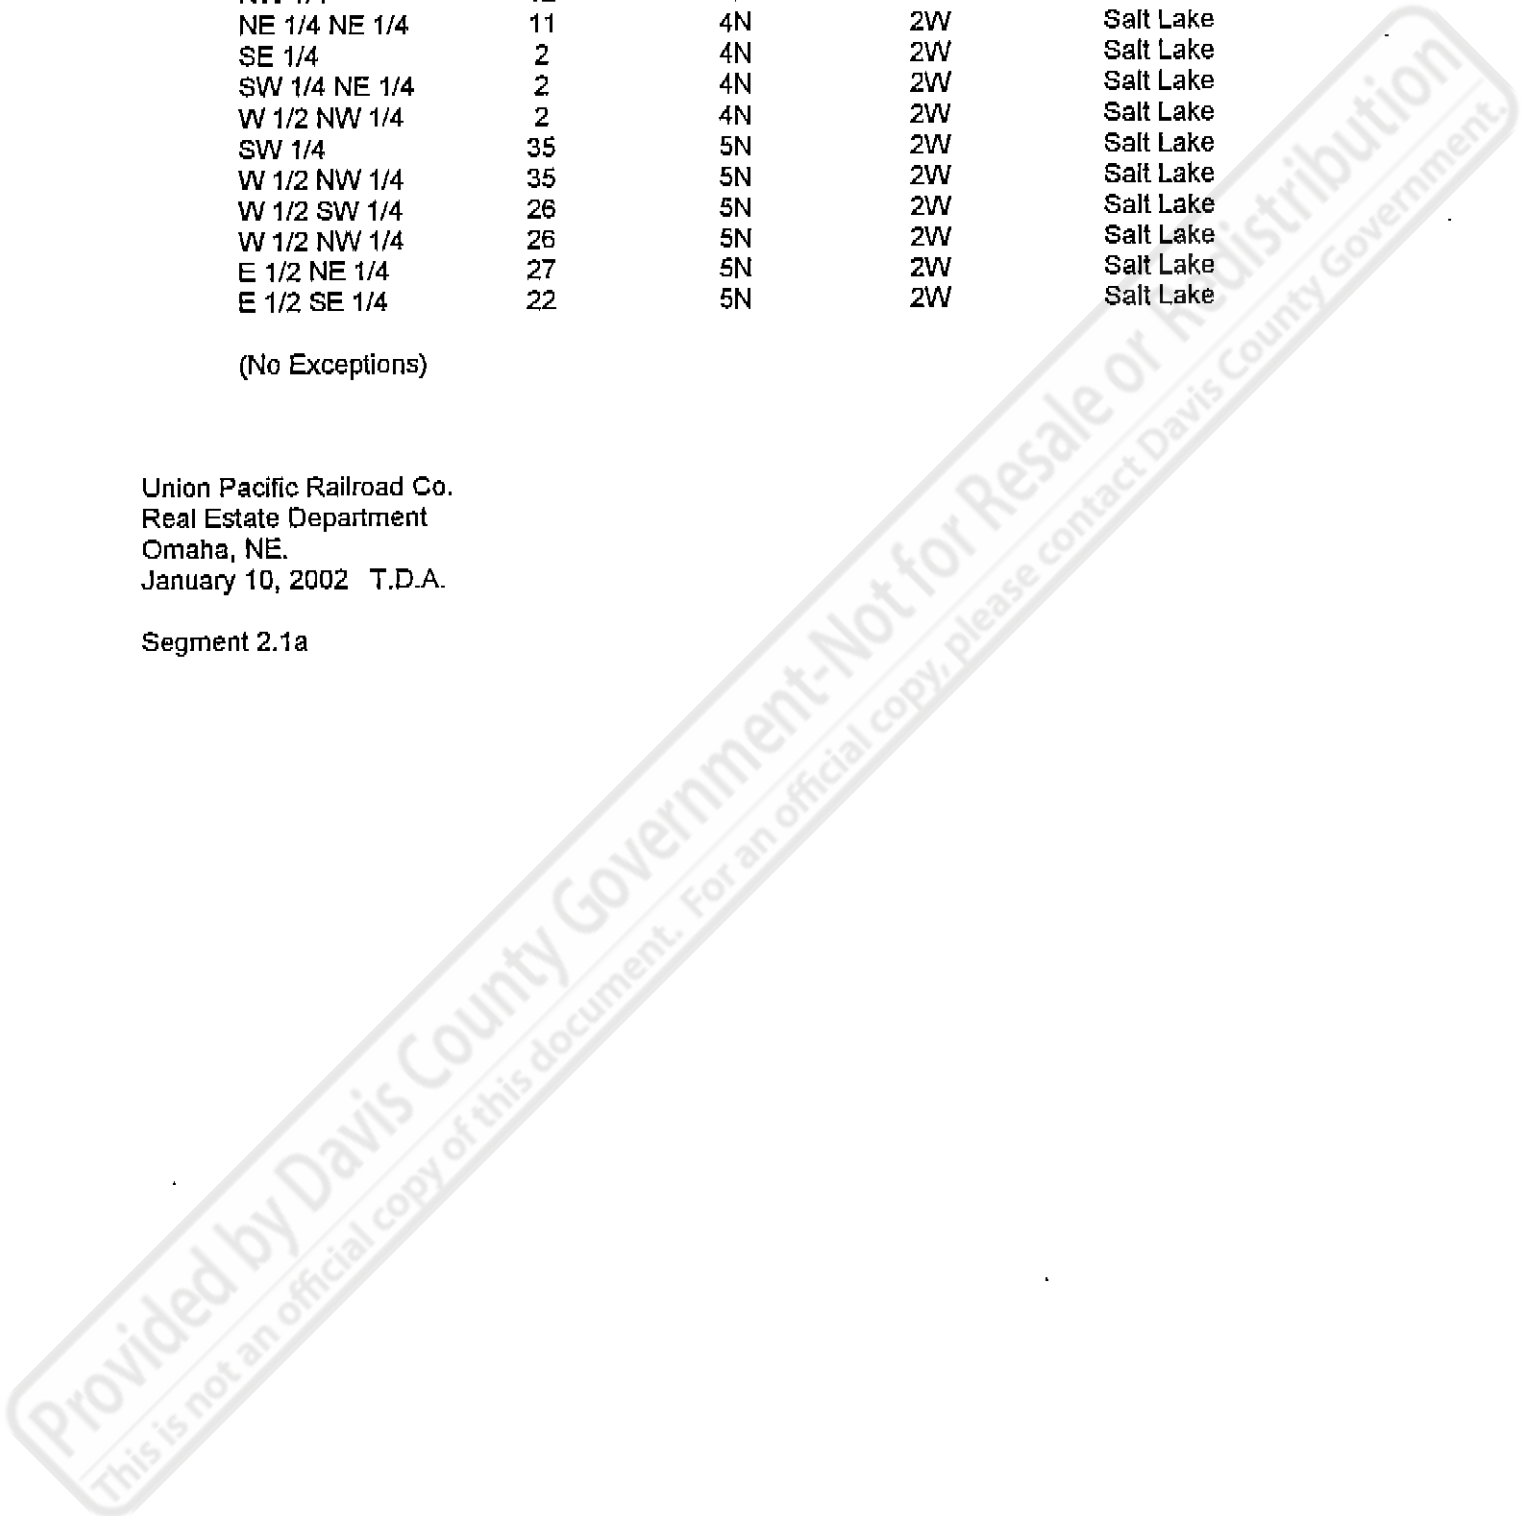 NE 1/4 NE 1/4 11 4N 2W Salt Lake
SE 1/4 2 4N 2W Salt Lake
SW 1/4 NE 1/4 2 4N 2W Salt Lake
W 1/2 NW 1/4 2 4N 2W Salt Lake
SW 1/4 35 5N 2W Salt Lake
W 1/2 NW 1/4 35 5N 2W Salt Lake
W 1/2 SW 1/4 26 5N 2W Salt Lake
W 1/2 NW 1/4 26 5N 2W Salt Lake
E 1/2 NE 1/4 27 5N 2W Salt Lake
E 1/2 SE 1/4 22 5N 2W Salt Lake
(No Exceptions)
Union Pacific Railroad Co.
Real Estate Department
Omaha, NE.
January 10, 2002 T.D.A.
Segment 2.1a
Provided by Davis County Government-Not for Resale or Redistribution
This is not an official copy of this document. For an official copy, please contact Davis County Government.